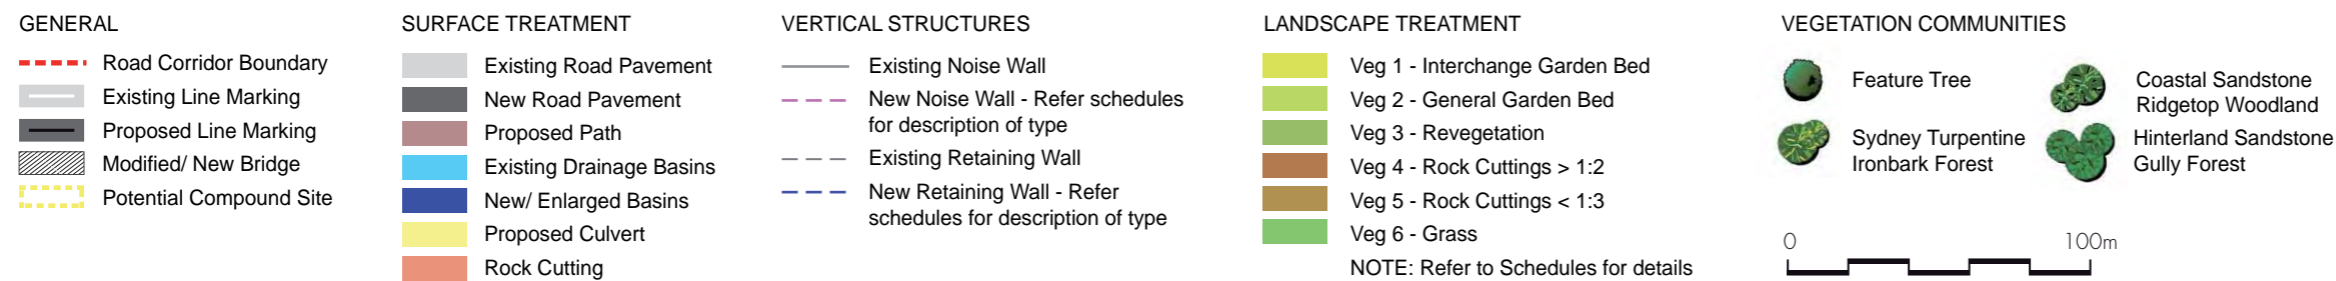 GENERAL
Road Corridor Boundary
Existing Line Marking
Proposed Line Marking
Modified/ New Bridge
Potential Compound Site
SURFACE TREATMENT
Existing Road Pavement
New Road Pavement
Proposed Path
Existing Drainage Basins
New/ Enlarged Basins
Proposed Culvert
Rock Cutting
VERTICAL STRUCTURES
Existing Noise Wall
New Noise Wall - Refer schedules
for description of type
Existing Retaining Wall
New Retaining Wall - Refer
schedules for description of type
LANDSCAPE TREATMENT
Veg 1 - Interchange Garden Bed
Veg 2 - General Garden Bed
Veg 3 - Revegetation
Veg 4 - Rock Cuttings > 1:2
Veg 5 - Rock Cuttings < 1:3
Veg 6 - Grass
NOTE: Refer to Schedules for details
VEGETATION COMMUNITIES
Feature Tree
Sydney Turpentine
Ironbark Forest
Coastal Sandstone
Ridgetop Woodland
Hinterland Sandstone
Gully Forest
0 100m